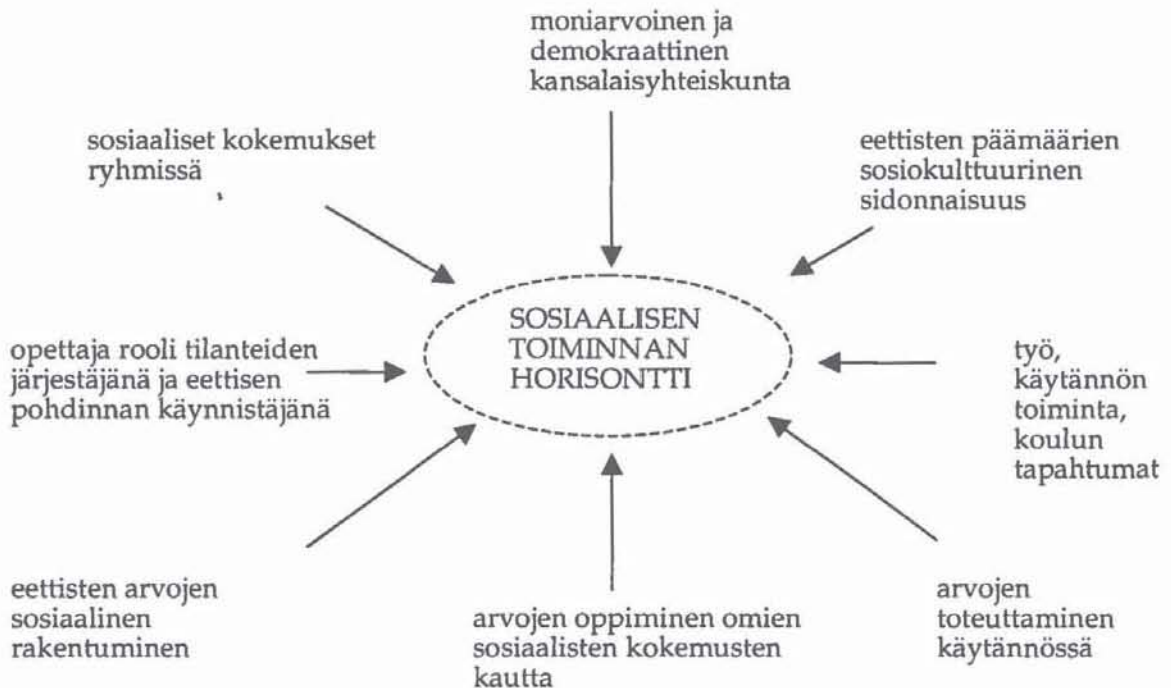 moniarvoinen ja
demokraattinen
kansalaisyhteiskunta
sosiaaliset kokemukset
ryhmissä
eettisten päämäärien
sosiokulttuurinen
sidonnaisuus
SOSIAALISEN
TOIMINNAN
HORISONTTI
opettaja rooli tilanteiden
järjestäjänä ja eettisen
pohdinnan käynnistäjänä
työ,
käytännön
toiminta,
koulun
tapahtumat
eettisten arvojen
sosiaalinen
rakentuminen
arvojen oppiminen omien
sosiaalisten kokemusten
kautta
arvojen
toteuttaminen
käytännössä